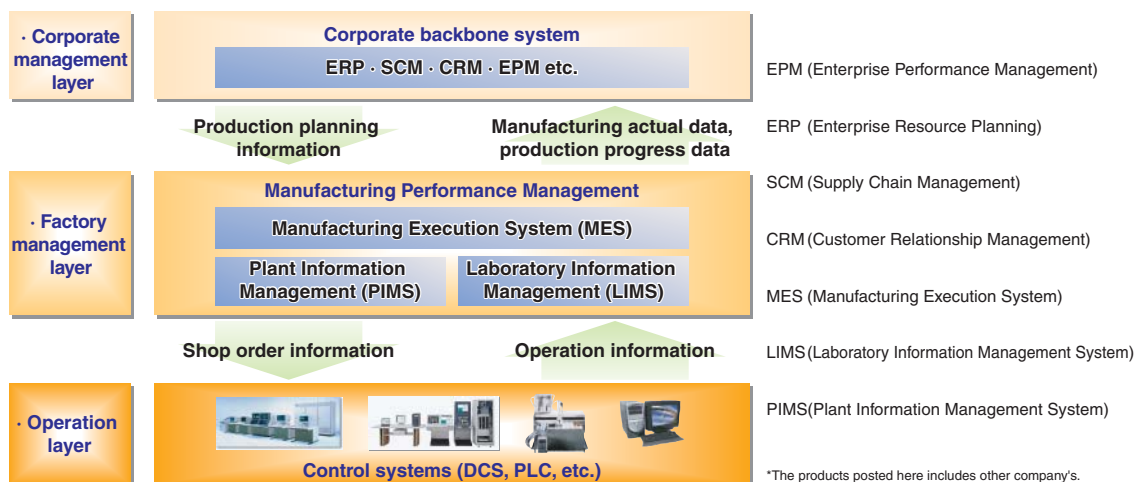 · Corporate
management
layer
Corporate backbone system
ERP · SCM · CRM · EPM etc.
Production planning
information
Manufacturing actual data,
production progress data
· Factory
management
layer
Manufacturing Performance Management
Manufacturing Execution System (MES)
Plant Information
Management (PIMS)
Laboratory Information
Management (LIMS)
Shop order information
Operation information
· Operation
layer
Control systems (DCS, PLC, etc.)
EPM (Enterprise Performance Management)
ERP (Enterprise Resource Planning)
SCM (Supply Chain Management)
CRM (Customer Relationship Management)
MES (Manufacturing Execution System)
LIMS (Laboratory Information Management System)
PIMS(Plant Information Management System)
*The products posted here includes other company's.